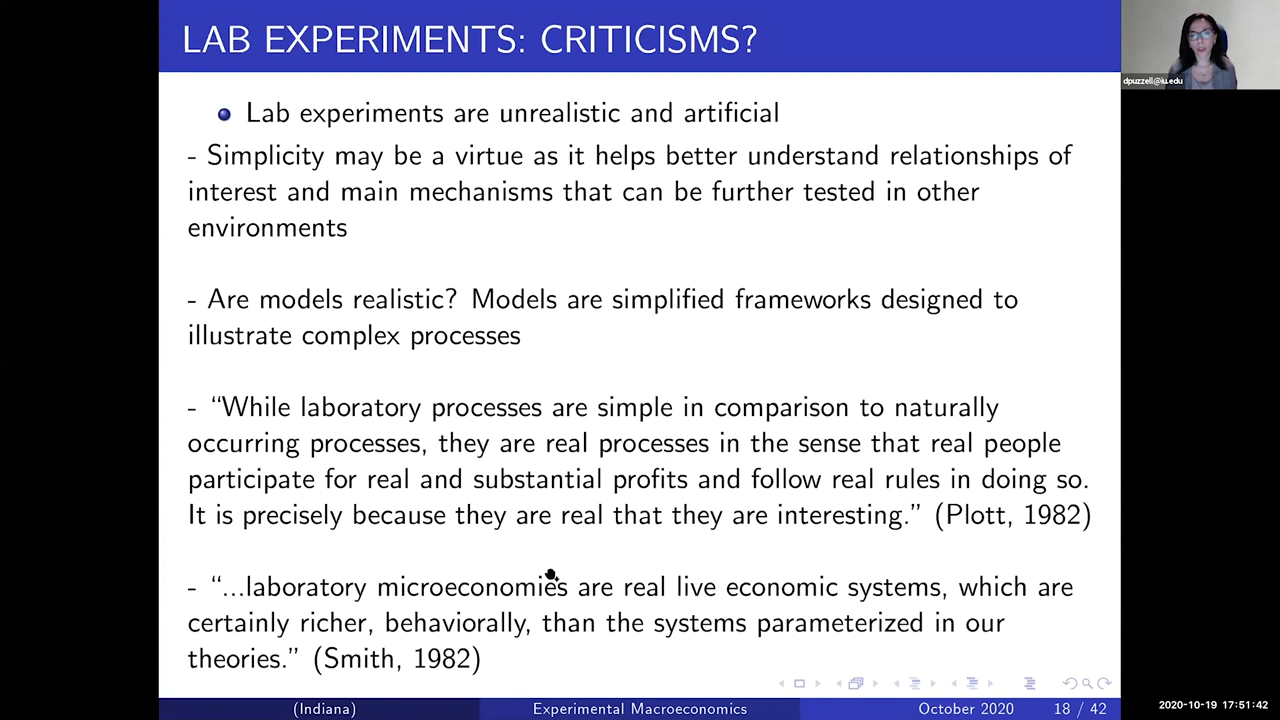 LAB EXPERIMENTS: CRITICISMS?
dpuzzell@iu.edu
Lab experiments are unrealistic and artificial
- Simplicity may be a virtue as it helps better understand relationships of
interest and main mechanisms that can be further tested in other
environments
- Are models realistic? Models are simplified frameworks designed to
illustrate complex processes
- “While laboratory processes are simple in comparison to naturally
occurring processes, they are real processes in the sense that real people
participate for real and substantial profits and follow real rules in doing so.
It is precisely because they are real that they are interesting.” (Plott, 1982)
- “...laboratory microeconomies are real live economic systems, which are
certainly richer, behaviorally, than the systems parameterized in our
theories.” (Smith, 1982)
(Indiana) Experimental Macroeconomics October 2020 18 / 42
2020-10-19 17:51:42